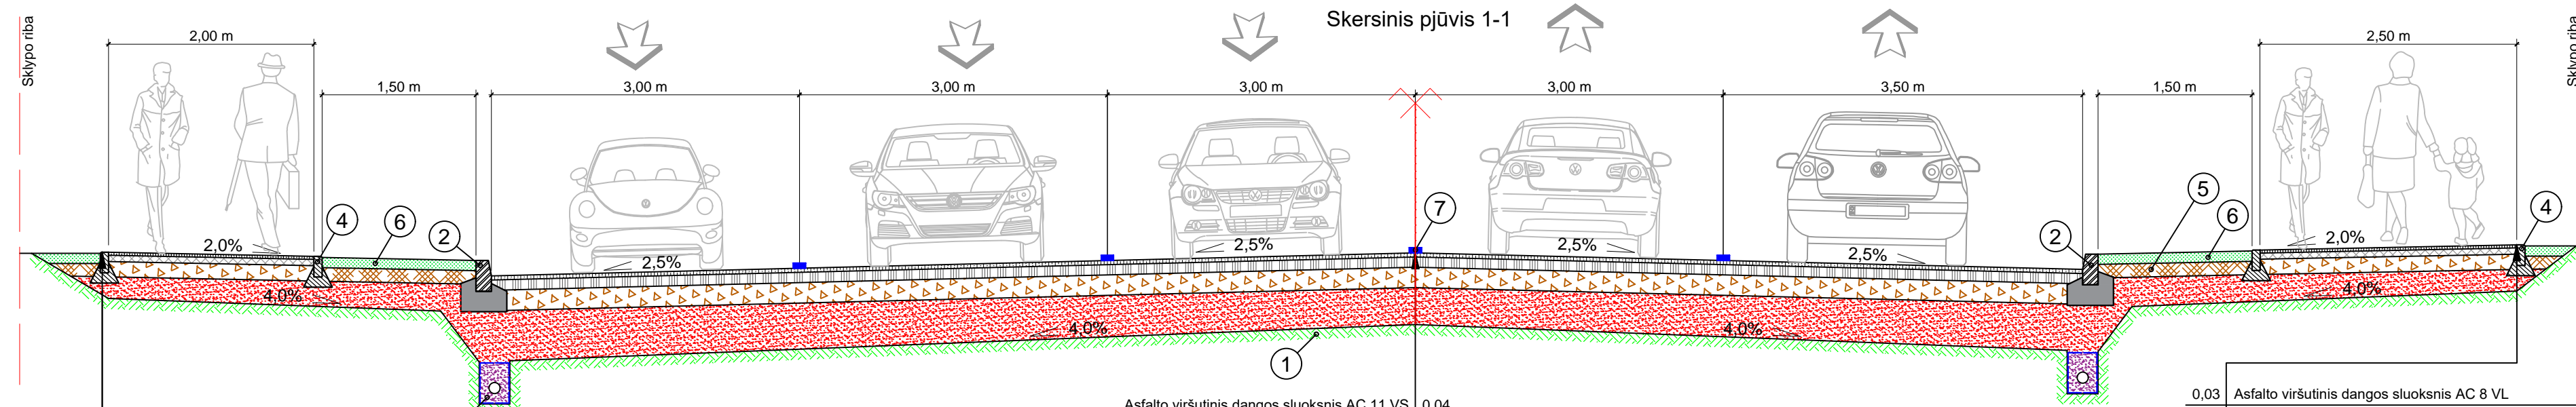 Skersinis pjūvis 1-1
Sklypo riba
Sklypo riba
2,00 m
2,50 m
1,50 m
3,00 m
3,00 m
3,00 m
3,00 m
3,50 m
1,50 m
4
6
2
7
2
5
6
4
2,0%
2,5%
2,5%
2,5%
2,5%
2,0%
4,0%
4,0%
4,0%
4,0%
1
Asfalto viršutinis dangos sluoksnis AC 11 VS 0,04
0,03 Asfalto viršutinis dangos sluoksnis AC 8 VL